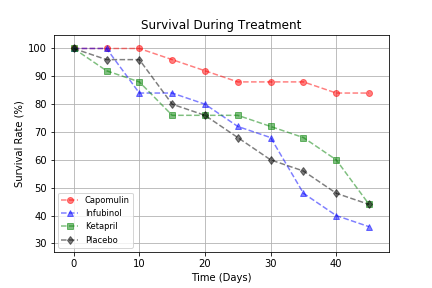 Survival During Treatment
100
90
80
70
60
50
40
30
Survival Rate (%)
Capomulin
Infubinol
Ketapril
Placebo
0
10
20
30
40
Time (Days)